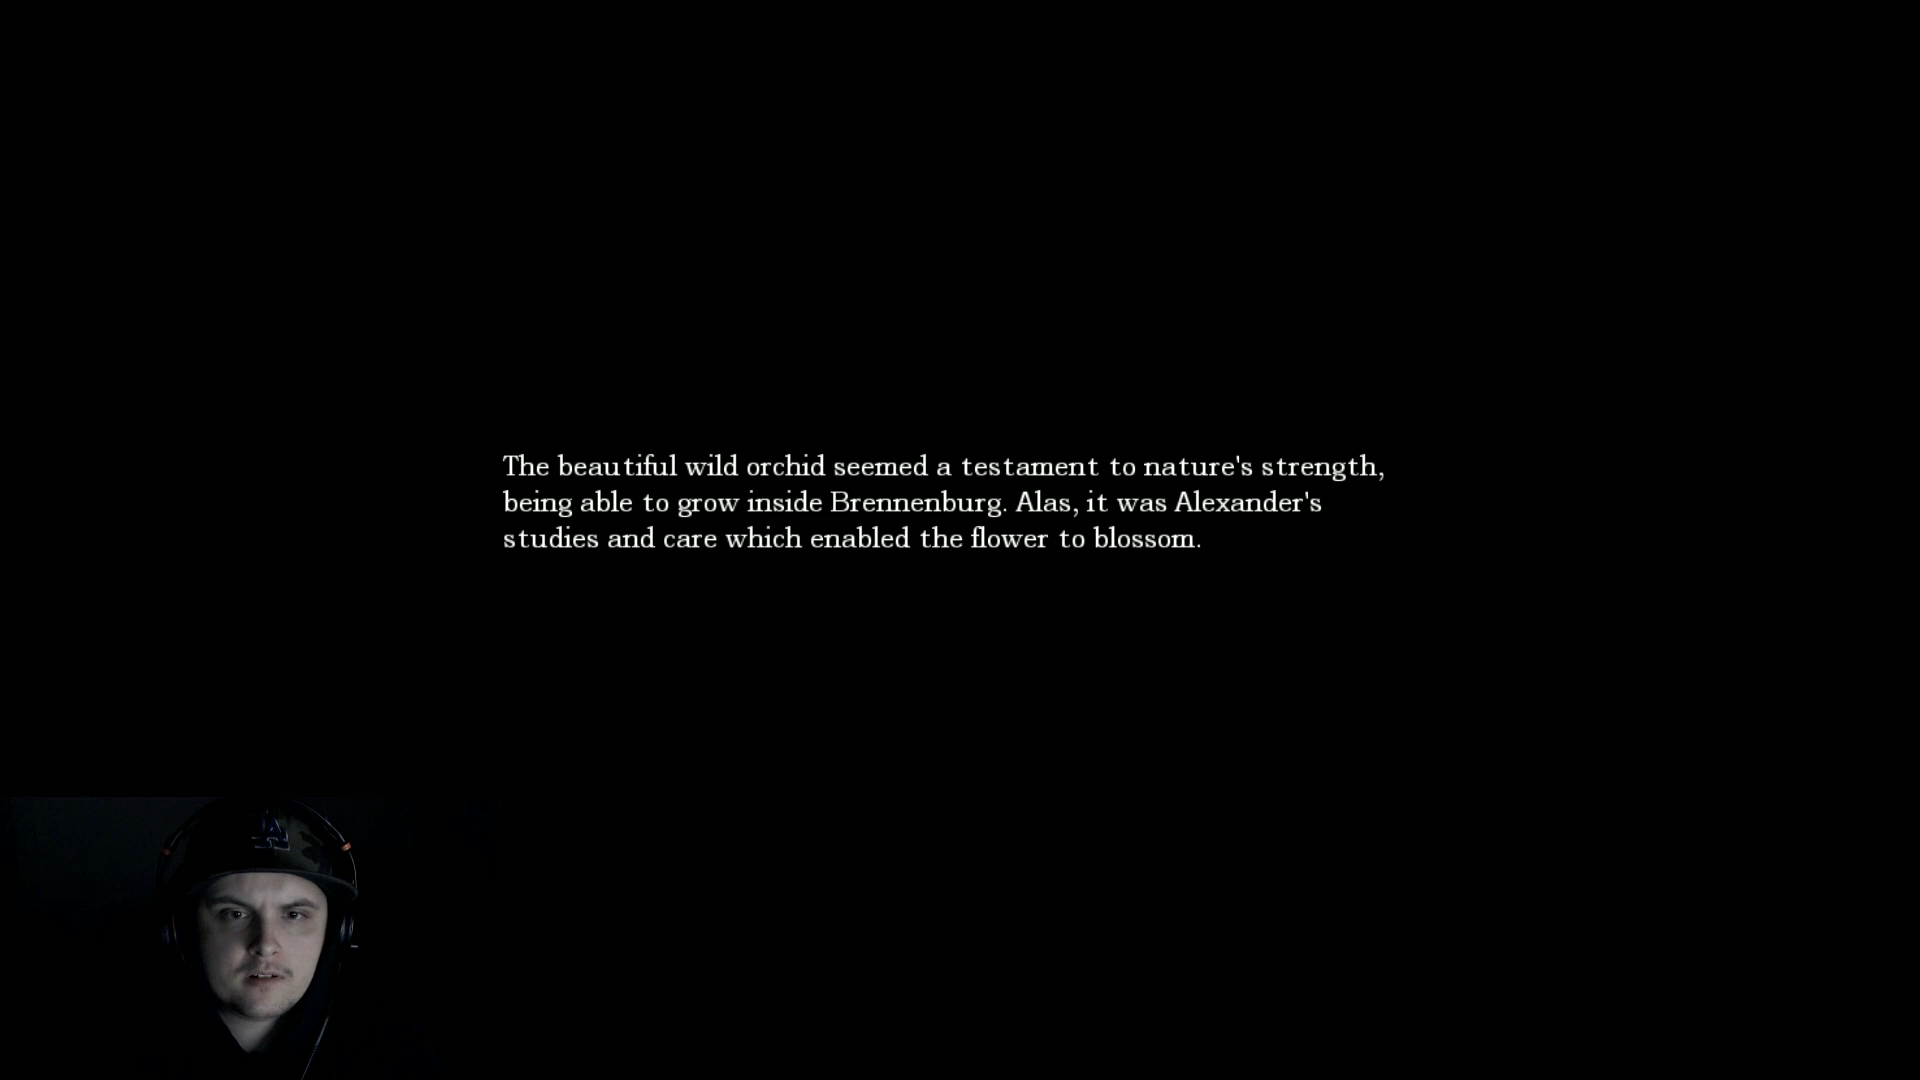 The beautiful wild orchid seemed a testament to nature's strength,
being able to grow inside Brennenburg. Alas, it was Alexander's
studies and care which enabled the flower to blossom.
LA